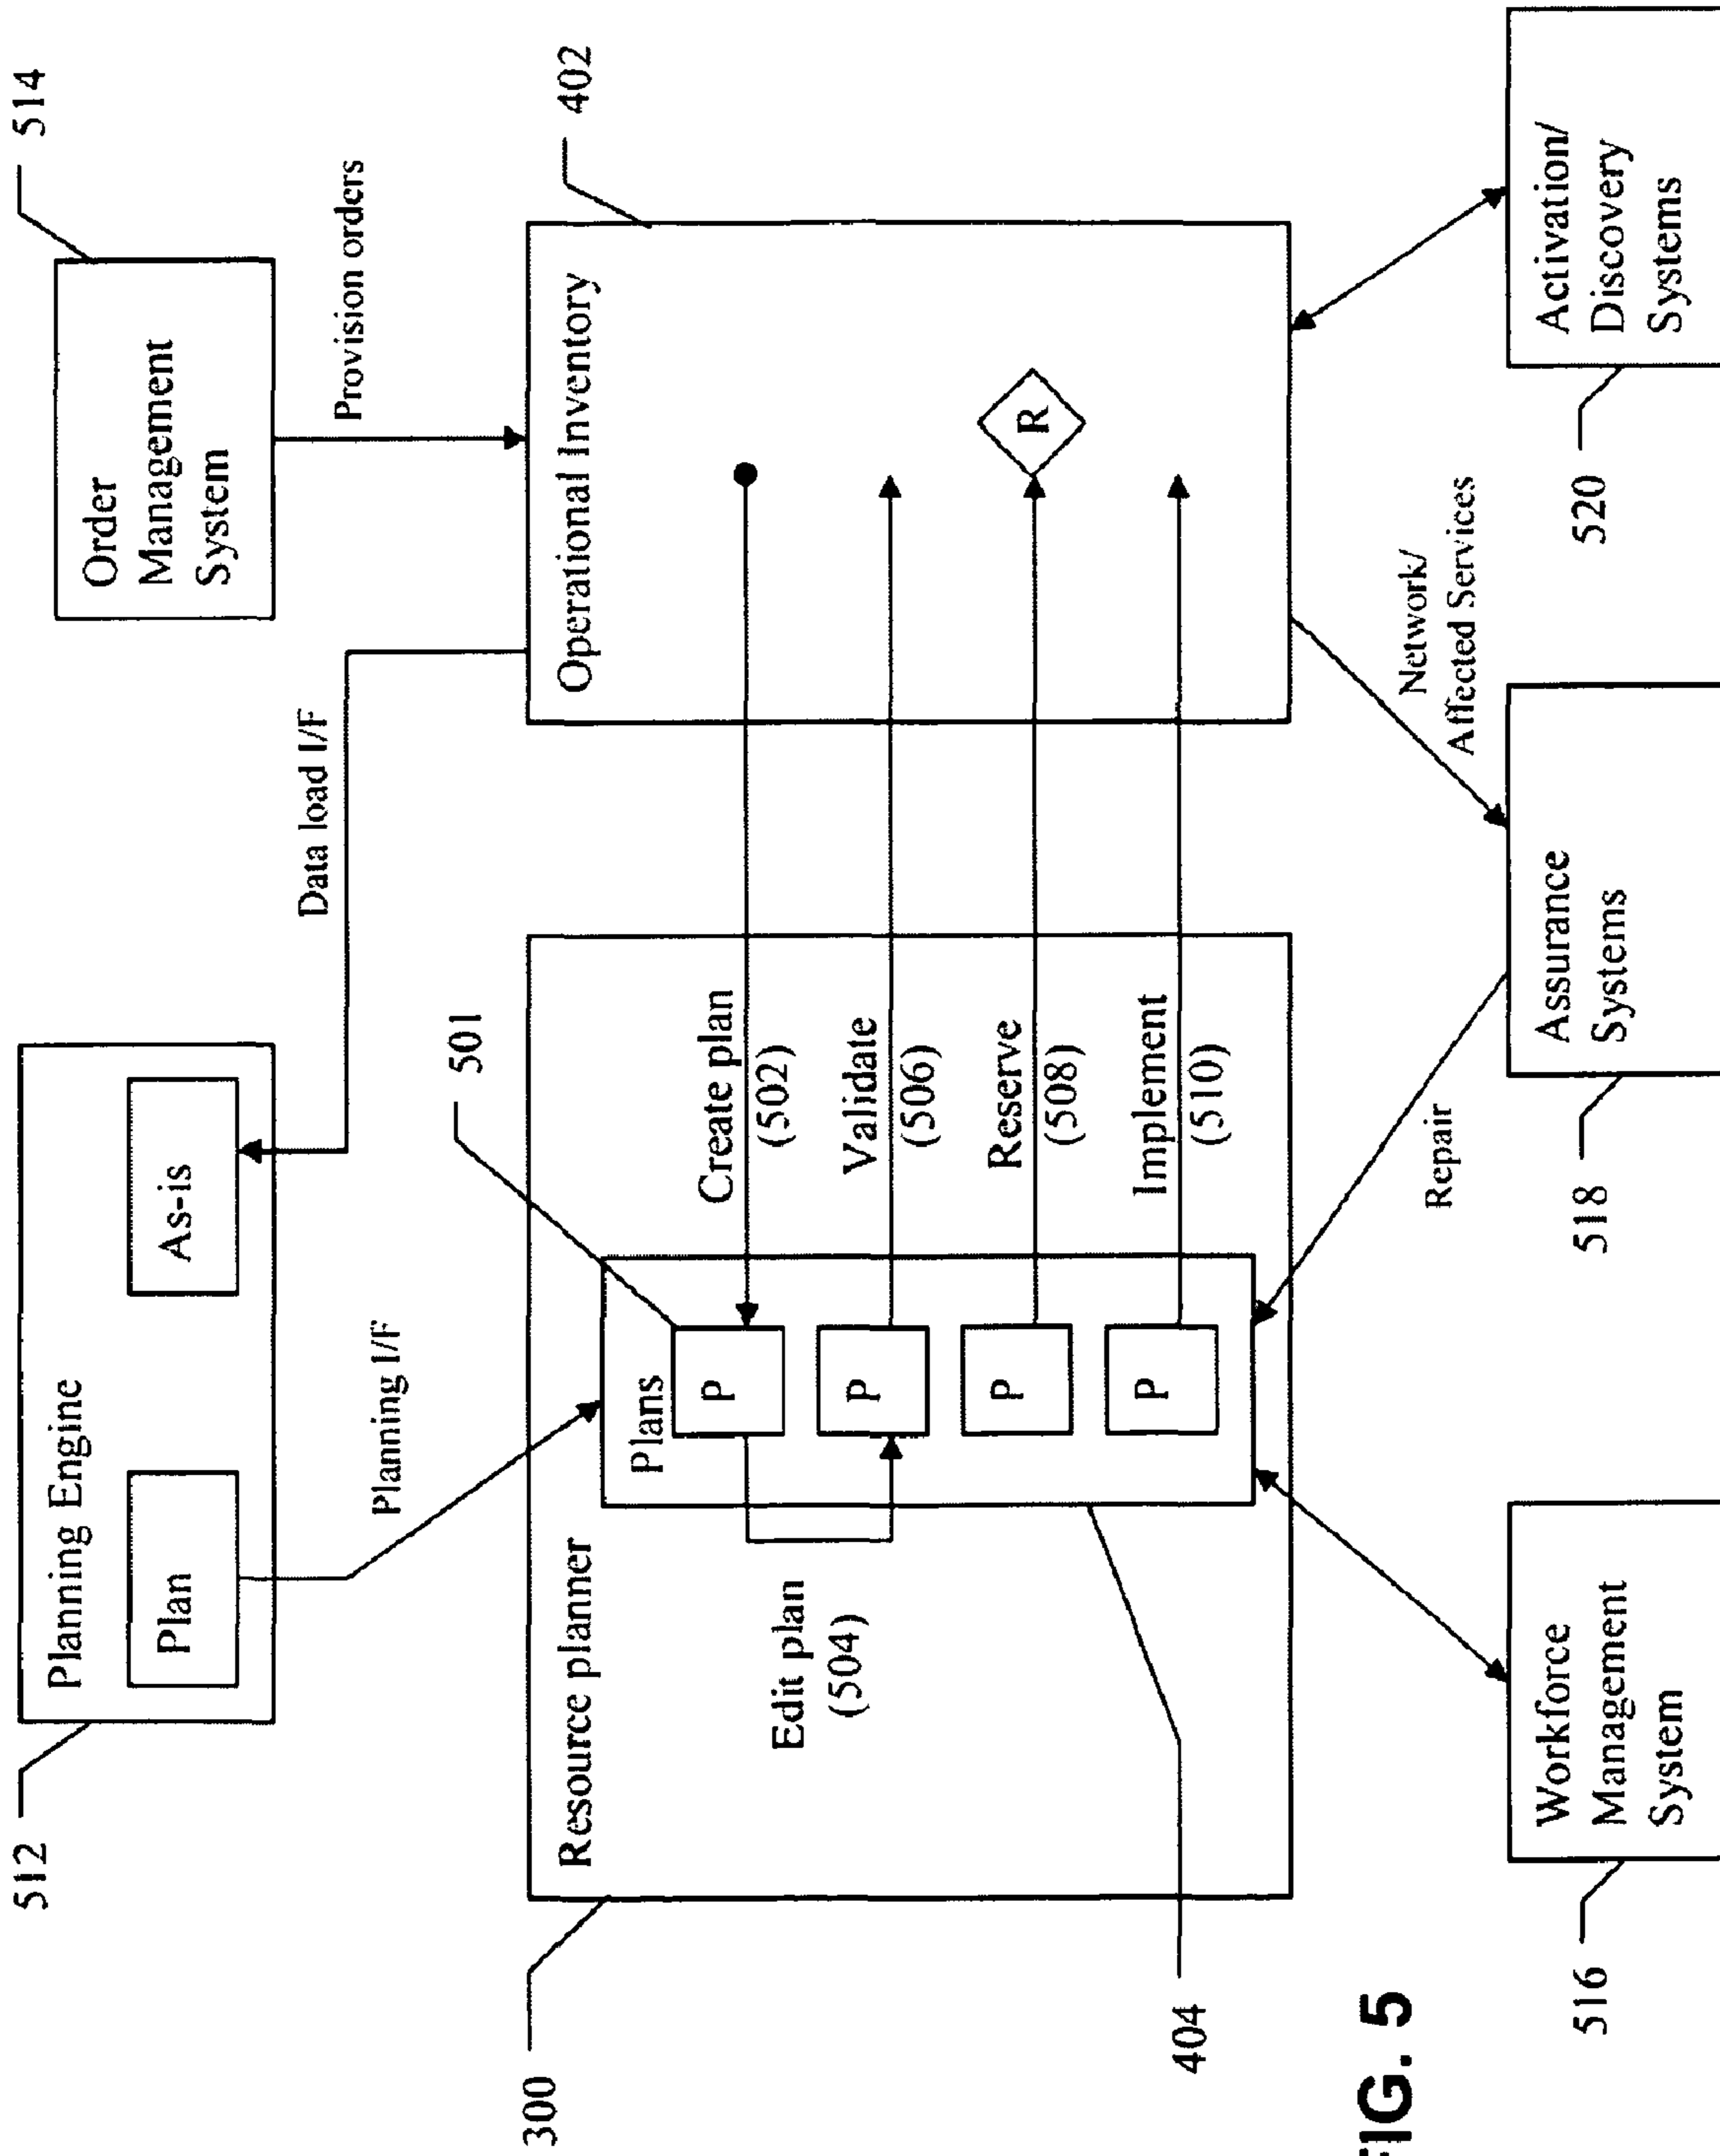 512
Planning Engine
Plan
As-is
514
Order
Management
System
Planning I/F
Data load I/F
Provision orders
300
Resource planner
501
402
Operational Inventory
Plans
P
Create plan
(502)
Edit plan
(504)
P
Validate
(506)
P
Reserve
(508)
R
P
Implement
(510)
404
Repair
Network/
Affected Services
FIG. 5
516
Workforce
Management
System
518
Assurance
Systems
520
Activation/
Discovery
Systems